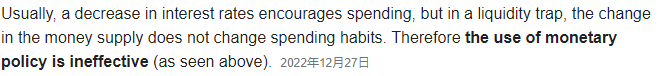 Usually, a decrease in interest rates encourages spending, but in a liquidity trap, the change
in the money supply does not change spending habits. Therefore the use of monetary
policy is ineffective (as seen above). 2022年12月27日